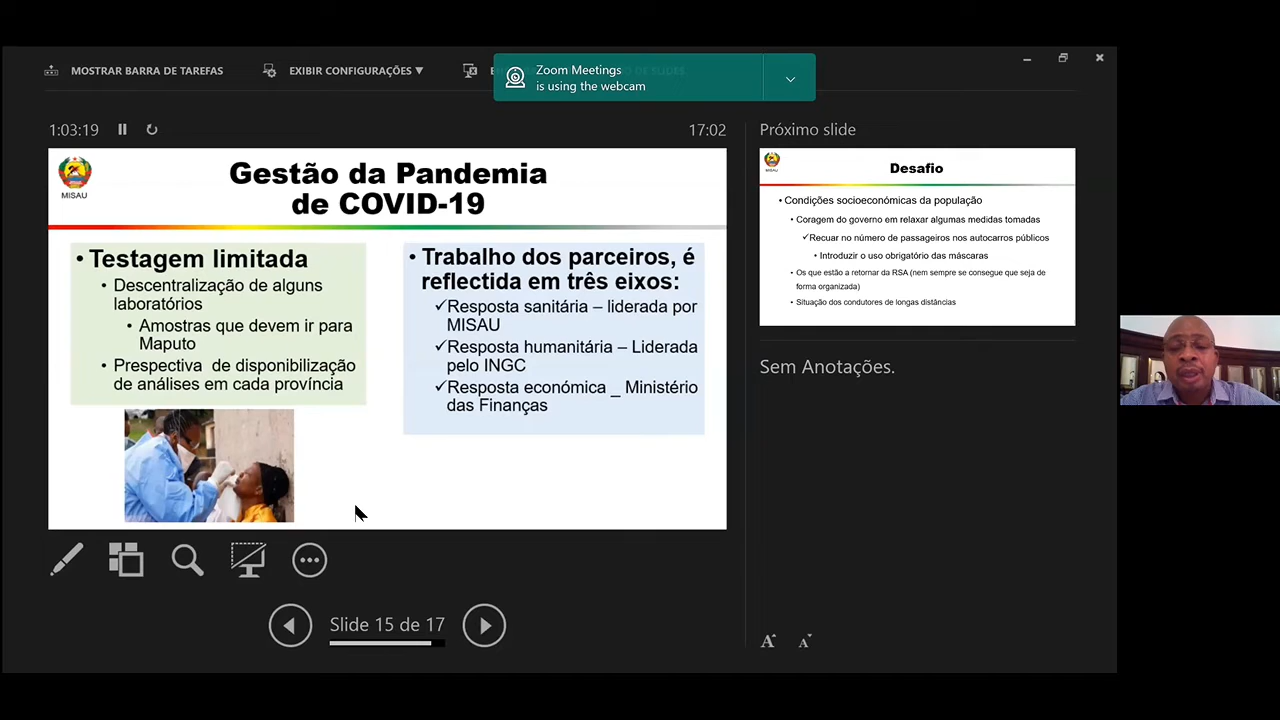 MOSTRAR BARRA DE TAREFAS
EXIBIR CONFIGURAÇÕES ▼
Zoom Meetings
is using the webcam
1:03:19
17:02
MISAU
Gestão da Pandemia
de COVID-19
• Testagem limitada
• Descentralização de alguns
laboratórios
• Amostras que devem ir para
Maputo
• Prespectiva de disponibilização
de análises em cada província
• Trabalho dos parceiros, é
reflectida em três eixos:
✓Resposta sanitária – liderada por
MISAU
✓Resposta humanitária – Liderada
pelo INGC
✓Resposta económica _ Ministério
das Finanças
Slide 15 de 17
Próximo slide
MISAU
Desafio
• Condições socioeconómicas da população
• Coragem do governo em relaxar algumas medidas tomadas
✓Recuar no número de passageiros nos autocarros públicos
• Introduzir o uso obrigatório das máscaras
• Os que estão a retornar da RSA (nem sempre se consegue que seja de
forma organizada)
• Situação dos condutores de longas distâncias
Sem Anotações.
A A